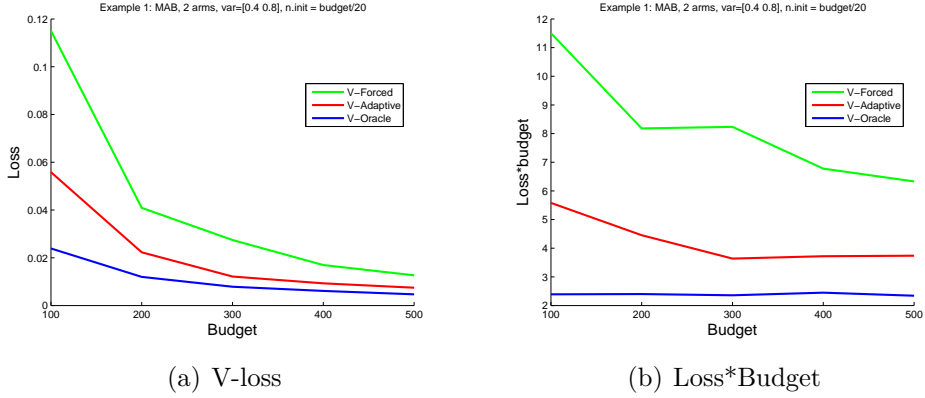 Example 1: MAB, 2 arms, var=[0.4 0.8], n.init = budget/20
0.12
0.1
0.08
0.06
0.04
0.02
0
Loss
V-Forced
V-Adaptive
V-Oracle
100
200
300
400
500
Budget
(a) V-loss
Example 1: MAB, 2 arms, var=[0.4 0.8], n.init = budget/20
12
11
10
9
8
7
6
5
4
3
2
Loss*budget
V-Forced
V-Adaptive
V-Oracle
100
200
300
400
500
Budget
(b) Loss*Budget